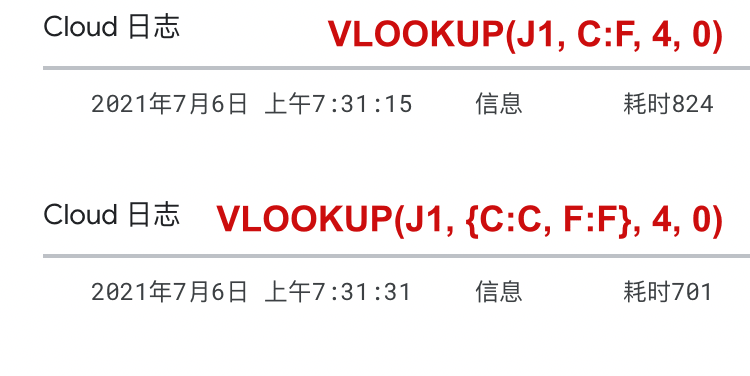 Cloud 日志 VLOOKUP(J1, C:F, 4, 0)
2021年7月6日 上午7:31:15 信息 耗时824
Cloud 日志 VLOOKUP(J1, {C:C, F:F}, 4, 0)
2021年7月6日 上午7:31:31 信息 耗时701